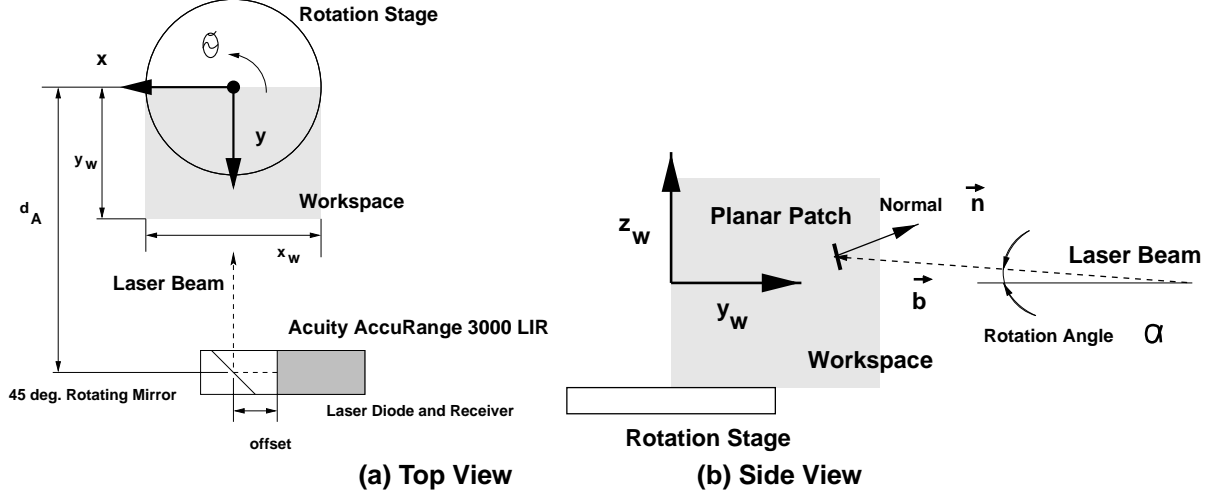 Rotation Stage
x
y
y w
Workspace
d A
x w
Laser Beam
Acuity AccuRange 3000 LIR
45 deg. Rotating Mirror
Laser Diode and Receiver
offset
(a) Top View
Planar Patch
Normal
n
z w
Laser Beam
b
y w
Rotation Angle
α
Workspace
Rotation Stage
(b) Side View